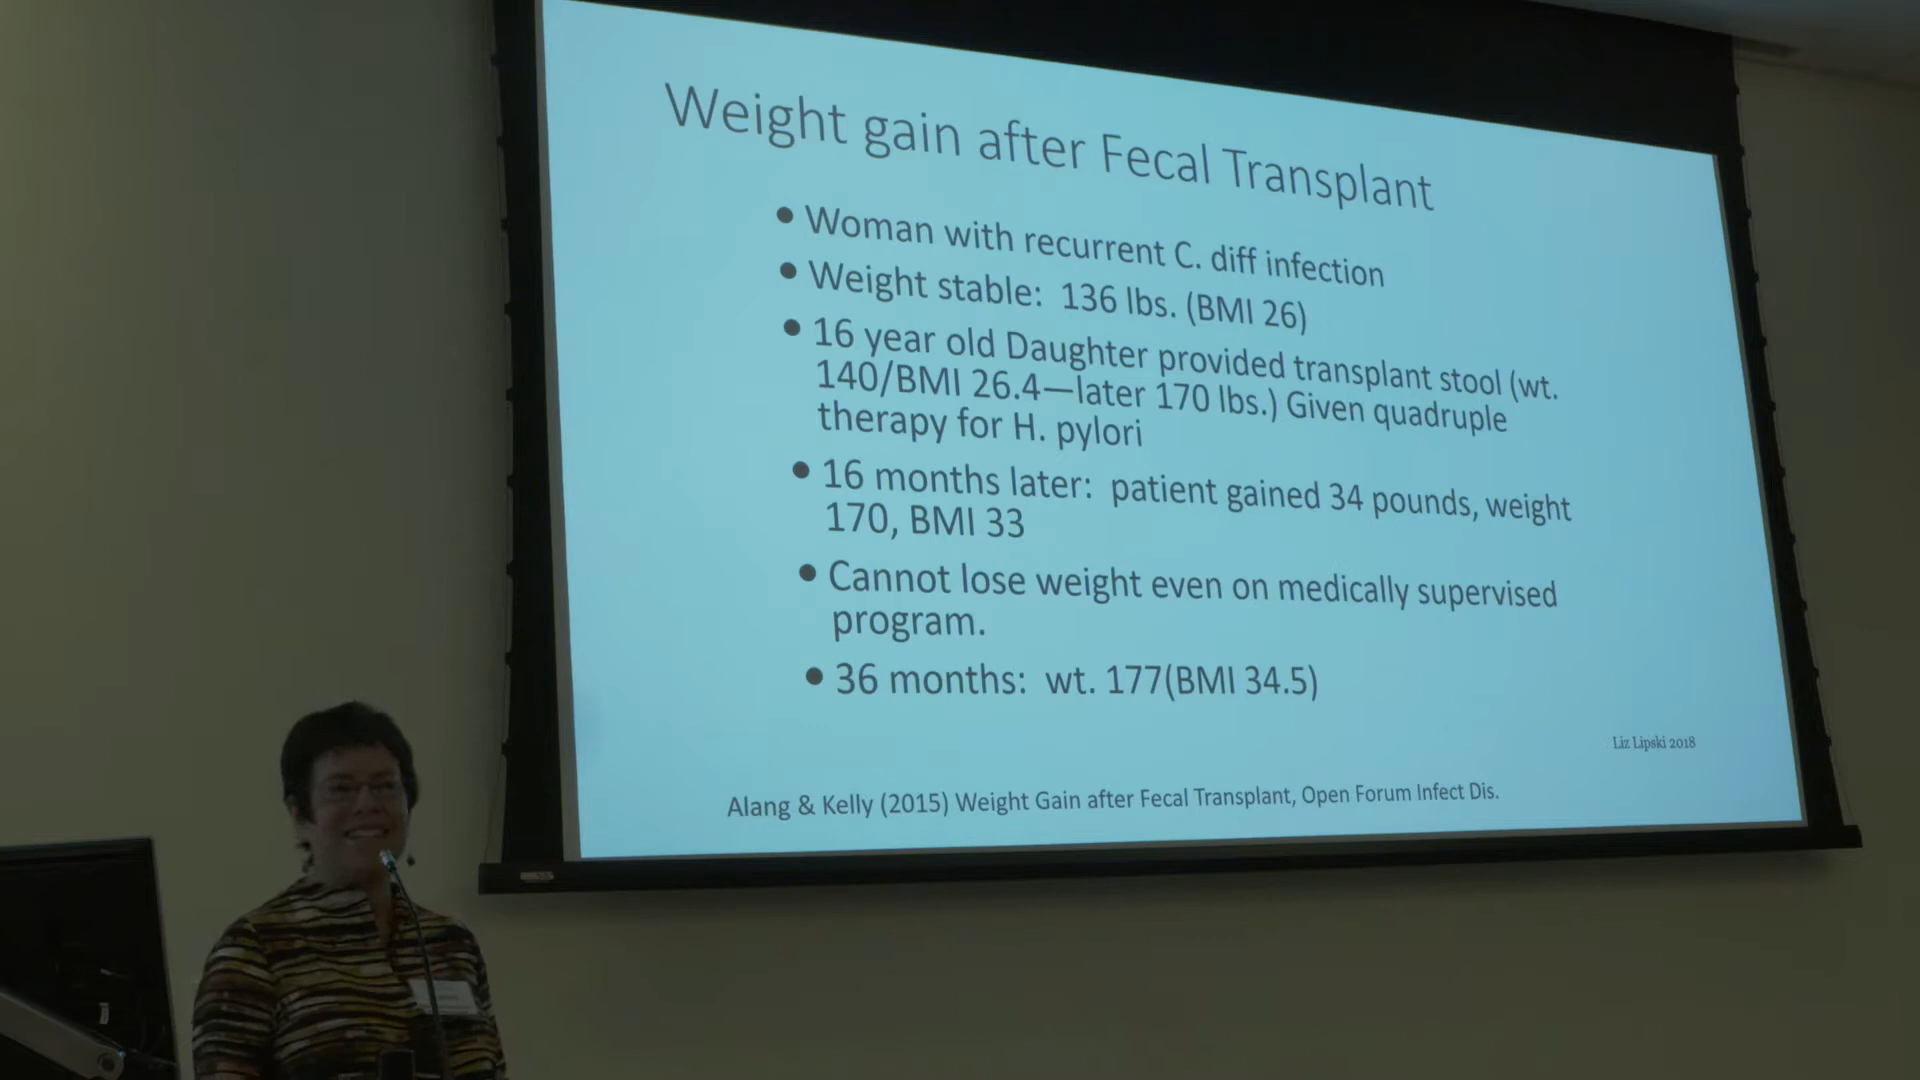 Weight gain after Fecal Transplant
• Woman with recurrent C. diff infection
• Weight stable: 136 lbs. (BMI 26)
• 16 year old Daughter provided transplant stool (wt.
140/BMI 26.4—later 170 lbs.) Given quadruple
therapy for H. pylori
• 16 months later: patient gained 34 pounds, weight
170, BMI 33
• Cannot lose weight even on medically supervised
program.
• 36 months: wt. 177(BMI 34.5)
Liz Lipski 2018
Alang & Kelly (2015) Weight Gain after Fecal Transplant, Open Forum Infect Dis.